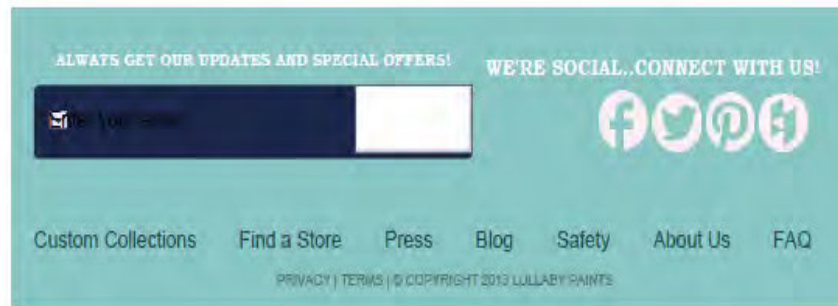 ALWAYS GET OUR UPDATES AND SPECIAL OFFERS!
WE'RE SOCIAL..CONNECT WITH US!
Custom Collections Find a Store Press Blog Safety About Us FAQ
PRIVACY | TERMS | © COPYRIGHT 2013 LULLABY PAINTS